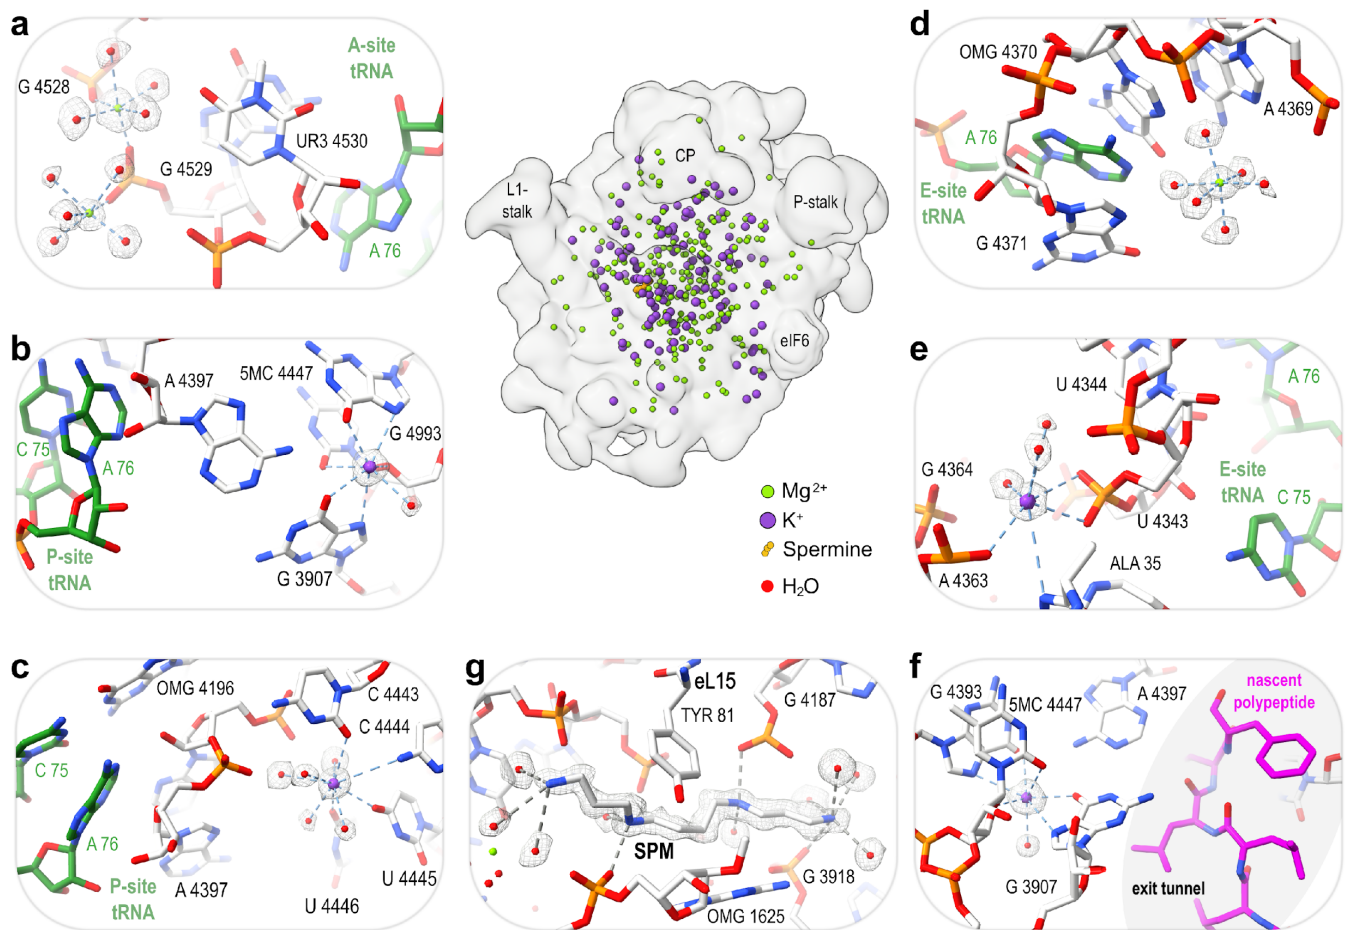 a
A-site
tRNA
G 4528
G 4529
UR3 4530
A 76
b
A 4397
5MC 4447
G 4993
C 75
A 76
P-site
tRNA
G 3907
c
OMG 4196
C 4443
C 4444
C 75
A 76
P-site
tRNA
A 4397
U 4446
U 4445
CP
L1-
stalk
P-stalk
eIF6
Mg²⁺
K⁺
Spermine
H₂O
d
OMG 4370
A 4369
A 76
E-site
tRNA
G 4371
e
U 4344
A 76
G 4364
E-site
tRNA
C 75
U 4343
A 4363
ALA 35
g
eL15
TYR 81
G 4187
SPM
G 3918
OMG 1625
f
G 4393
5MC 4447
A 4397
nascent
polypeptide
G 3907
exit tunnel